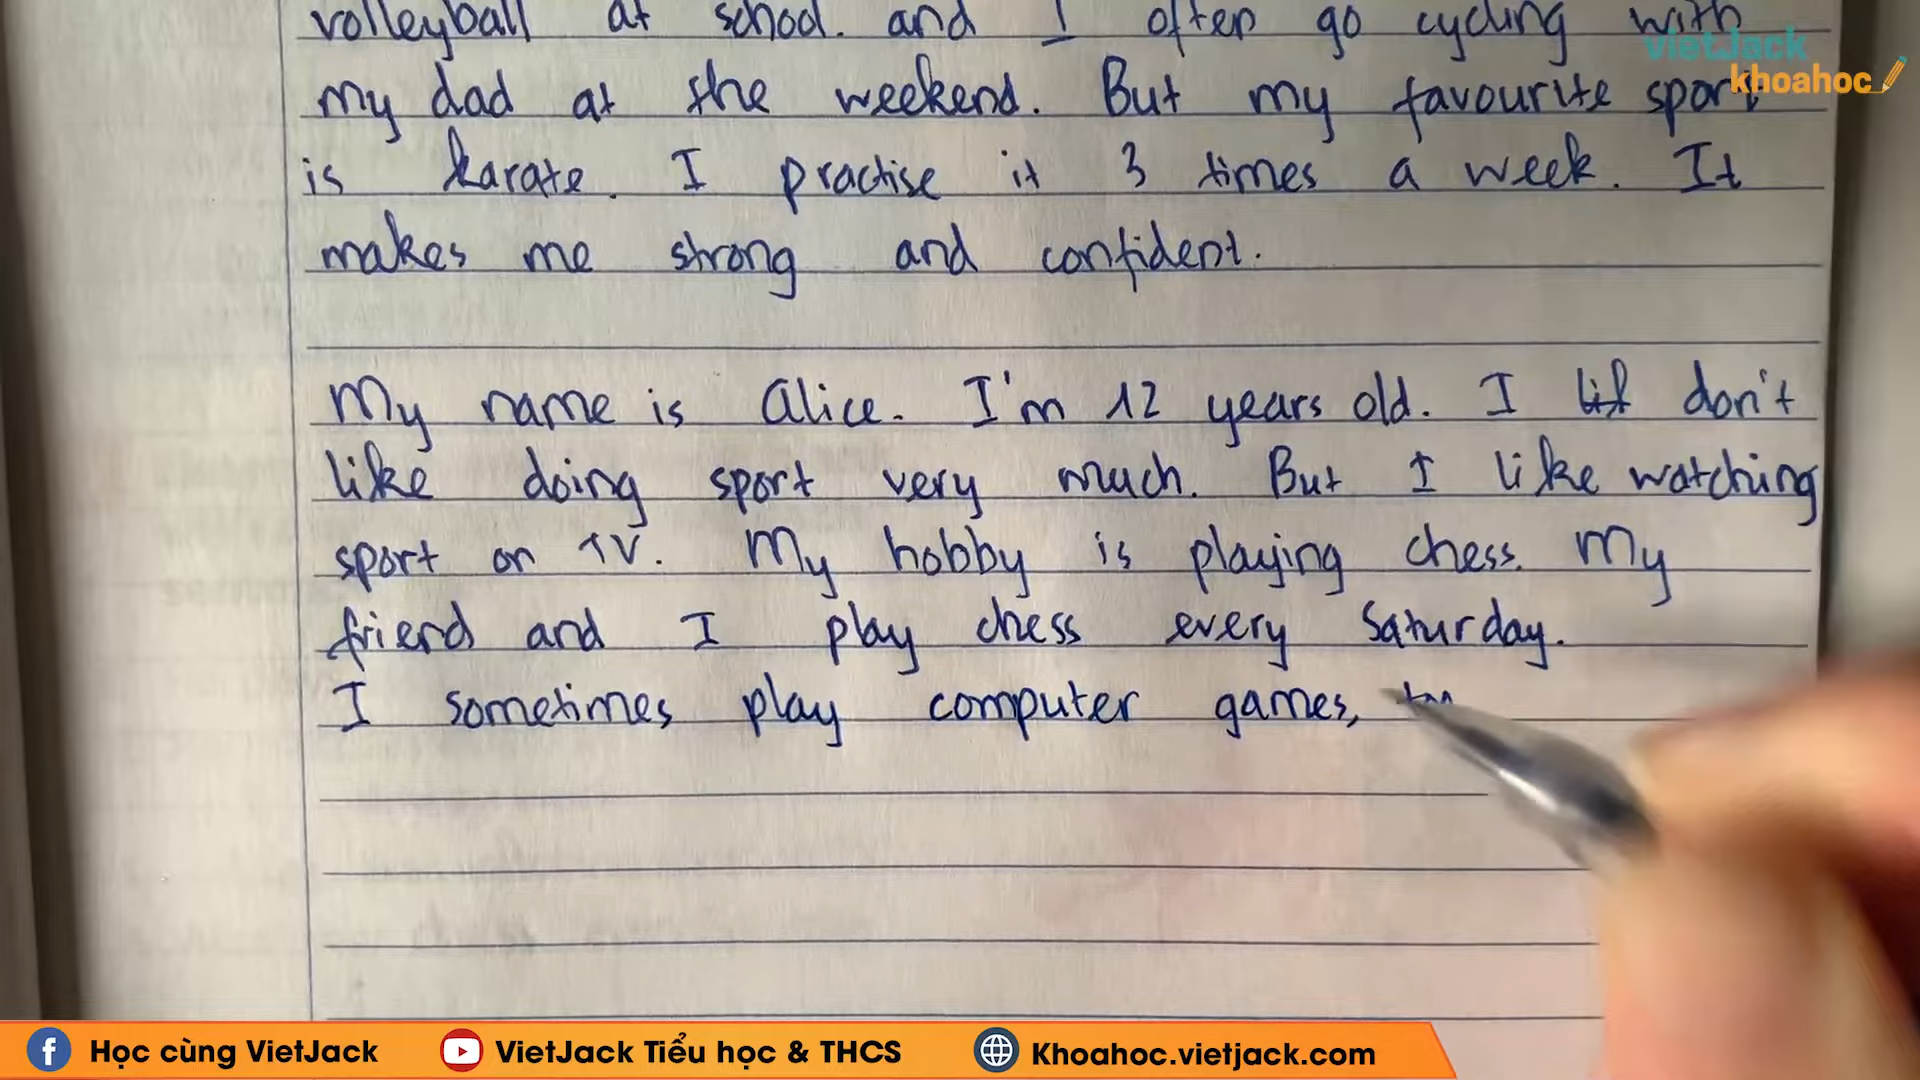 volleyball at school. and I often go cycling with
vietJack
my dad at the weekend. But my favourite sport
khoahoc
is karate. I practise it 3 times a week. It
makes me strong and confident.
My name is Alice. I'm 12 years old. I don't
like doing sport very much. But I like watching
sport on TV. My hobby is playing chess. My
friend and I play chess every Saturday.
I sometimes play computer games,
Học cùng VietJack
VietJack Tiểu học & THCS
Khoahoc.vietjack.com